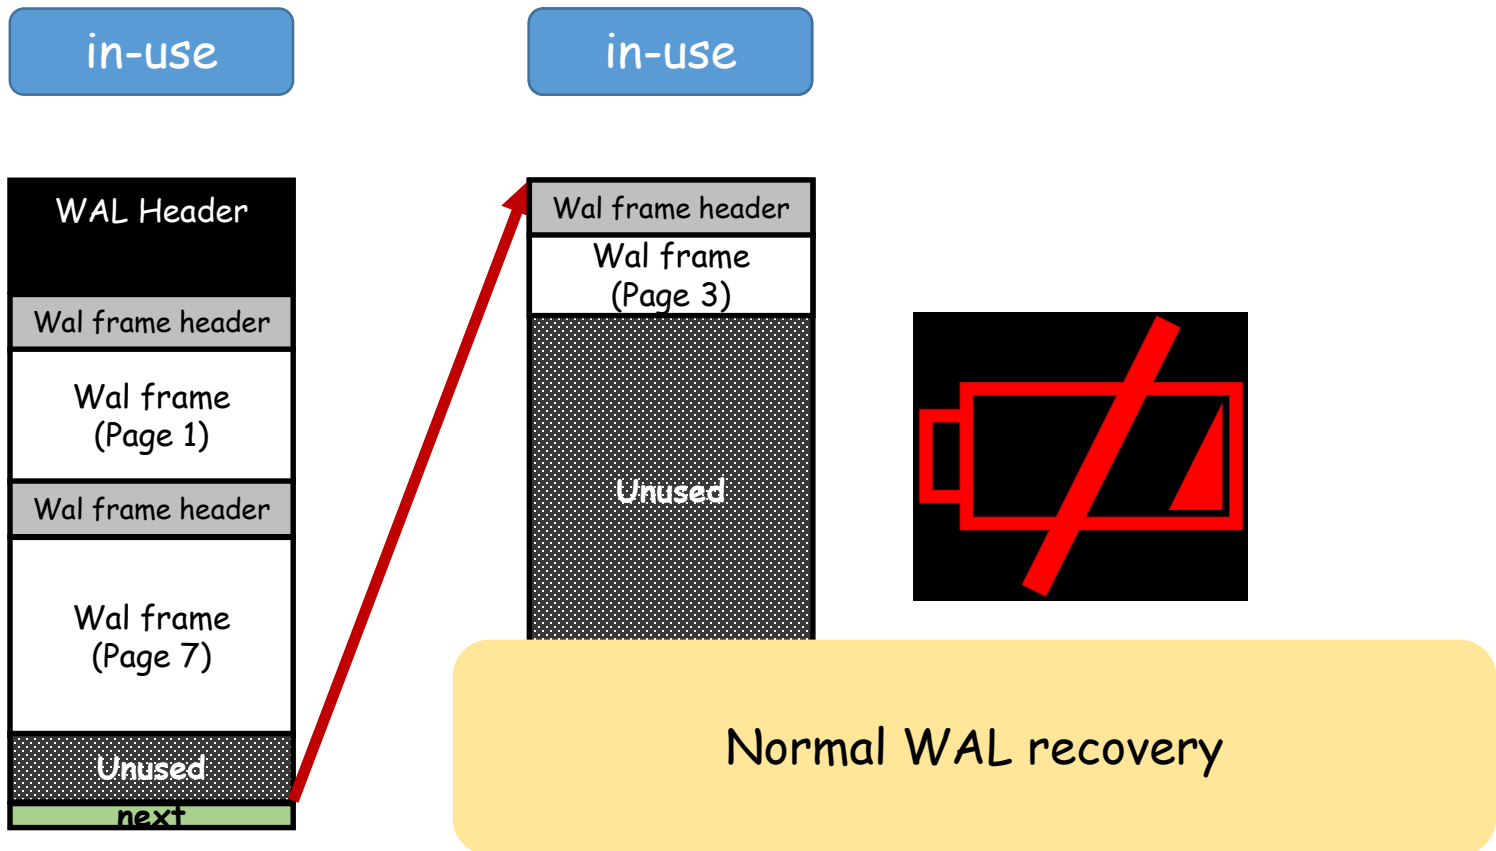 in-use
in-use
WAL Header
Wal frame header
Wal frame
(Page 1)
Wal frame header
Wal frame
(Page 7)
Unused
next
Wal frame header
Wal frame
(Page 3)
Unused
Normal WAL recovery